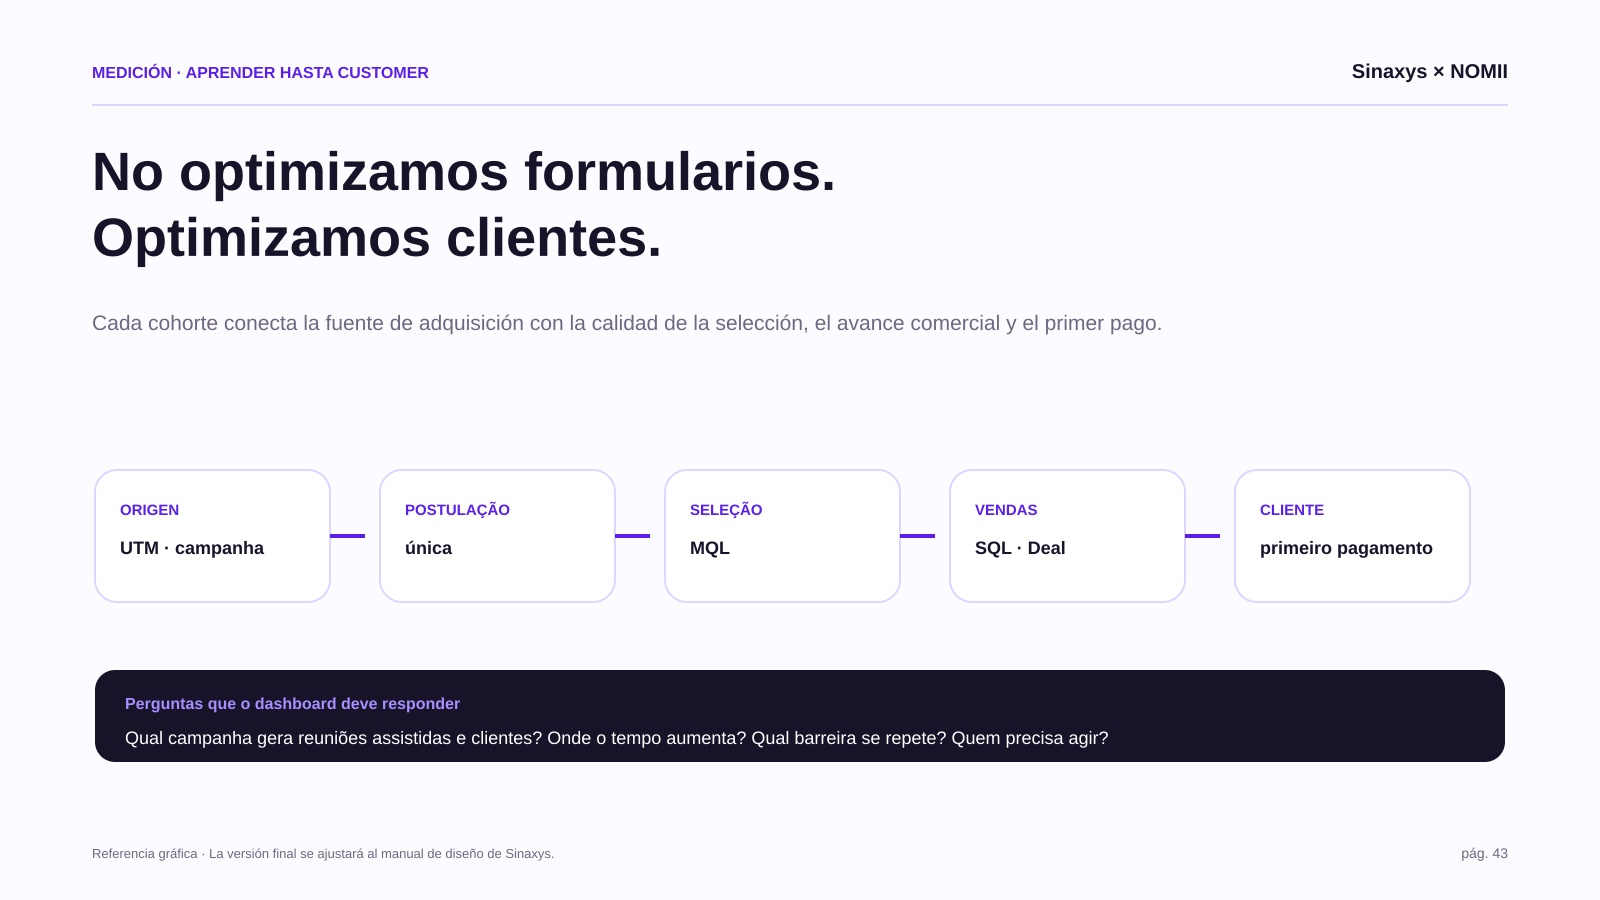 MEDICIÓN · APRENDER HASTA CUSTOMER
Sinaxys × NOMII
No optimizamos formularios.
Optimizamos clientes.
Cada cohorte conecta la fuente de adquisición con la calidad de la selección, el avance comercial y el primer pago.
ORIGEN
UTM · campanha
POSTULAÇÃO
única
SELEÇÃO
MQL
VENDAS
SQL · Deal
CLIENTE
primeiro pagamento
Perguntas que o dashboard deve responder
Qual campanha gera reuniões assistidas e clientes? Onde o tempo aumenta? Qual barreira se repete? Quem precisa agir?
Referencia gráfica · La versión final se ajustará al manual de diseño de Sinaxys.
pág. 43